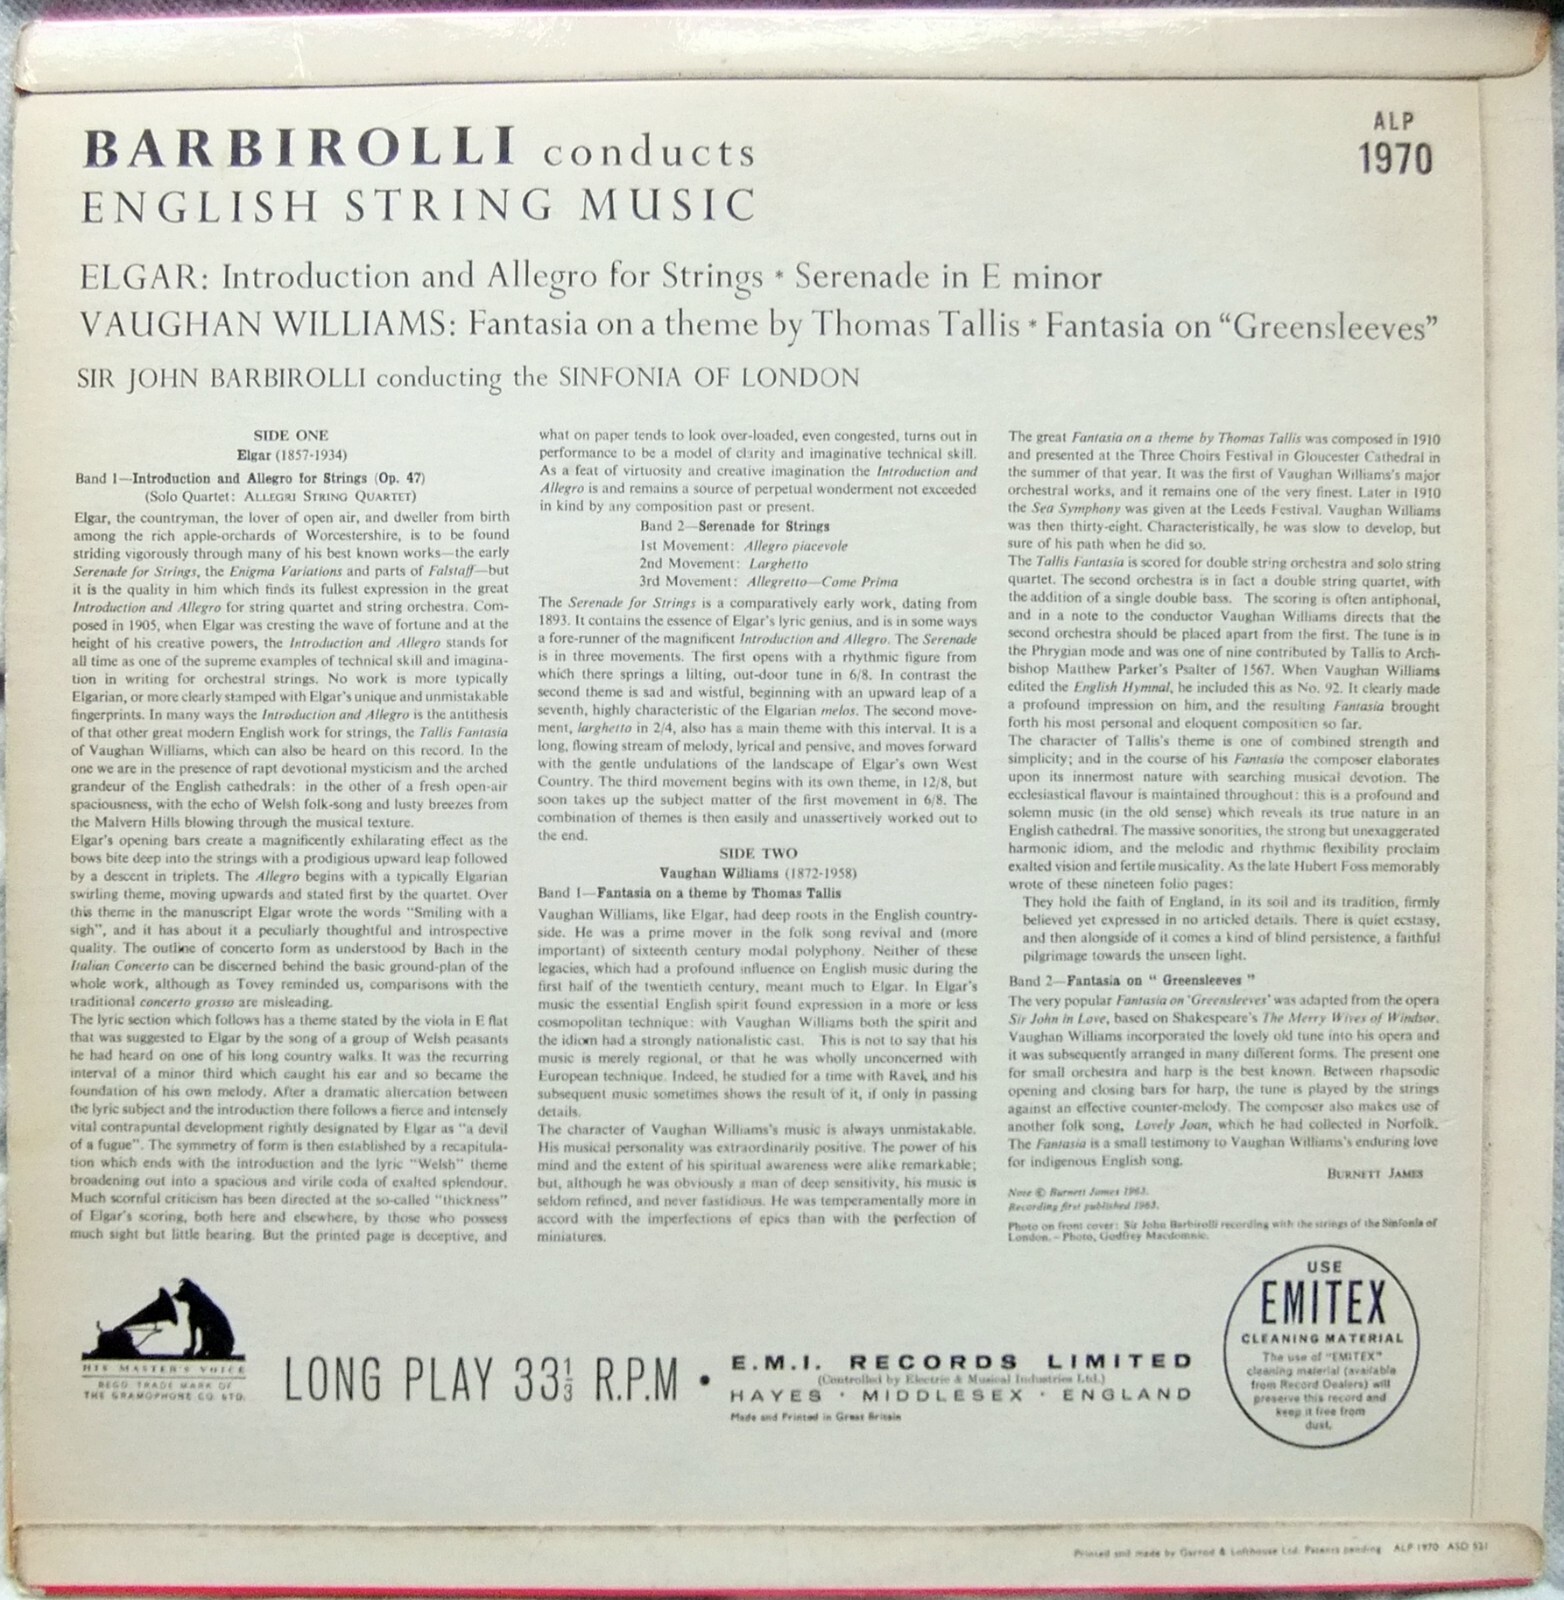 BARBIROLLI conducts
ENGLISH STRING MUSIC
ALP
1970
ELGAR: Introduction and Allegro for Strings * Serenade in E minor
VAUGHAN WILLIAMS: Fantasia on a theme by Thomas Tallis * Fantasia on “Greensleeves”
SIR JOHN BARBIROLLI conducting the SINFONIA OF LONDON
SIDE ONE
Elgar (1857-1934)
Band 1—Introduction and Allegro for Strings (Op. 47)
(Solo Quartet: ALLEGRI STRING QUARTET)
Elgar, the countryman, the lover of open air, and dweller from birth
among the rich apple-orchards of Worcestershire, is to be found
striding vigorously through many of his best known works—the early
Serenade for Strings, the Enigma Variations and parts of Falstaff—but
it is the quality in him which finds its fullest expression in the great
Introduction and Allegro for string quartet and string orchestra. Com-
posed in 1905, when Elgar was cresting the wave of fortune and at the
height of his creative powers, the Introduction and Allegro stands for
all time as one of the supreme examples of technical skill and imagina-
tion in writing for orchestral strings. No work is more typically
Elgarian, or more clearly stamped with Elgar's unique and unmistakable
fingerprints. In many ways the Introduction and Allegro is the antithesis
of that other great modern English work for strings, the Tallis Fantasia
of Vaughan Williams, which can also be heard on this record. In the
one we are in the presence of rapt devotional mysticism and the arched
grandeur of the English cathedrals: in the other of a fresh open-air
spaciousness, with the echo of Welsh folk-song and lusty breezes from
the Malvern Hills blowing through the musical texture.
Elgar's opening bars create a magnificently exhilarating effect as the
bows bite deep into the strings with a prodigious upward leap followed
by a descent in triplets. The Allegro begins with a typically Elgarian
swirling theme, moving upwards and stated first by the quartet. Over
this theme in the manuscript Elgar wrote the words “Smiling with a
sigh”, and it has about it a peculiarly thoughtful and introspective
quality. The outline of concerto form as understood by Bach in the
Italian Concerto can be discerned behind the basic ground-plan of the
whole work, although as Tovey reminded us, comparisons with the
traditional concerto grosso are misleading.
The lyric section which follows has a theme stated by the viola in E flat
that was suggested to Elgar by the song of a group of Welsh peasants
he had heard on one of his long country walks. It was the recurring
interval of a minor third which caught his ear and so became the
foundation of his own melody. After a dramatic altercation between
the lyric subject and the introduction there follows a fierce and intensely
vital contrapuntal development rightly designated by Elgar as “a devil
of a fugue”. The symmetry of form is then established by a recapitula-
tion which ends with the introduction and the lyric “Welsh” theme
broadening out into a spacious and virile coda of exalted splendour.
Much scornful criticism has been directed at the so-called “thickness”
of Elgar's scoring, both here and elsewhere, by those who possess
much sight but little hearing. But the printed page is deceptive, and
what on paper tends to look over-loaded, even congested, turns out in
performance to be a model of clarity and imaginative technical skill.
As a feat of virtuosity and creative imagination the Introduction and
Allegro is and remains a source of perpetual wonderment not exceeded
in kind by any composition past or present.
Band 2—Serenade for Strings
1st Movement: Allegro piacevole
2nd Movement: Larghetto
3rd Movement: Allegretto—Come Prima
The Serenade for Strings is a comparatively early work, dating from
1893. It contains the essence of Elgar's lyric genius, and is in some ways
a fore-runner of the magnificent Introduction and Allegro. The Serenade
is in three movements. The first opens with a rhythmic figure from
which there springs a lilting, out-door tune in 6/8. In contrast the
second theme is sad and wistful, beginning with an upward leap of a
seventh, highly characteristic of the Elgarian melos. The second move-
ment, larghetto in 2/4, also has a main theme with this interval. It is a
long, flowing stream of melody, lyrical and pensive, and moves forward
with the gentle undulations of the landscape of Elgar's own West
Country. The third movement begins with its own theme, in 12/8, but
soon takes up the subject matter of the first movement in 6/8. The
combination of themes is then easily and unassertively worked out to
the end.
SIDE TWO
Vaughan Williams (1872-1958)
Band 1—Fantasia on a theme by Thomas Tallis
Vaughan Williams, like Elgar, had deep roots in the English country-
side. He was a prime mover in the folk song revival and (more
important) of sixteenth century modal polyphony. Neither of these
legacies, which had a profound influence on English music during the
first half of the twentieth century, meant much to Elgar. In Elgar's
music the essential English spirit found expression in a more or less
cosmopolitan technique: with Vaughan Williams both the spirit and
the idiom had a strongly nationalistic cast. This is not to say that his
music is merely regional, or that he was wholly unconcerned with
European technique. Indeed, he studied for a time with Ravel, and his
subsequent music sometimes shows the result of it, if only in passing
details.
The character of Vaughan Williams's music is always unmistakable.
His musical personality was extraordinarily positive. The power of his
mind and the extent of his spiritual awareness were alike remarkable;
but, although he was obviously a man of deep sensitivity, his music is
seldom refined, and never fastidious. He was temperamentally more in
accord with the imperfections of epics than with the perfection of
miniatures.
The great Fantasia on a theme by Thomas Tallis was composed in 1910
and presented at the Three Choirs Festival in Gloucester Cathedral in
the summer of that year. It was the first of Vaughan Williams's major
orchestral works, and it remains one of the very finest. Later in 1910
the Sea Symphony was given at the Leeds Festival. Vaughan Williams
was then thirty-eight. Characteristically, he was slow to develop, but
sure of his path when he did so.
The Tallis Fantasia is scored for double string orchestra and solo string
quartet. The second orchestra is in fact a double string quartet, with
the addition of a single double bass. The scoring is often antiphonal,
and in a note to the conductor Vaughan Williams directs that the
second orchestra should be placed apart from the first. The tune is in
the Phrygian mode and was one of nine contributed by Tallis to Arch-
bishop Matthew Parker's Psalter of 1567. When Vaughan Williams
edited the English Hymnal, he included this as No. 92. It clearly made
a profound impression on him, and the resulting Fantasia brought
forth his most personal and eloquent composition so far.
The character of Tallis's theme is one of combined strength and
simplicity; and in the course of his Fantasia the composer elaborates
upon its innermost nature with searching musical devotion. The
ecclesiastical flavour is maintained throughout: this is a profound and
solemn music (in the old sense) which reveals its true nature in an
English cathedral. The massive sonorities, the strong but unexaggerated
harmonic idiom, and the melodic and rhythmic flexibility proclaim
exalted vision and fertile musicality. As the late Hubert Foss memorably
wrote of these nineteen folio pages:
They hold the faith of England, in its soil and its tradition, firmly
believed yet expressed in no articled details. There is quiet ecstasy,
and then alongside of it comes a kind of blind persistence, a faithful
pilgrimage towards the unseen light.
Band 2—Fantasia on “ Greensleeves ”
The very popular Fantasia on ‘Greensleeves’ was adapted from the opera
Sir John in Love, based on Shakespeare's The Merry Wives of Windsor.
Vaughan Williams incorporated the lovely old tune into his opera and
it was subsequently arranged in many different forms. The present one
for small orchestra and harp is the best known. Between rhapsodic
opening and closing bars for harp, the tune is played by the strings
against an effective counter-melody. The composer also makes use of
another folk song, Lovely Joan, which he had collected in Norfolk.
The Fantasia is a small testimony to Vaughan Williams's enduring love
for indigenous English song.
BURNETT JAMES
Note © Burnett James 1963.
Recording first published 1963.
Photo on front cover: Sir John Barbirolli recording with the strings of the Sinfonia of
London. – Photo, Godfrey Macdomnic.
HIS MASTER'S VOICE
REGD TRADE MARK OF
THE GRAMOPHONE CO LTD.
LONG PLAY 33⅓ R.P.M •
E.M.I. RECORDS LIMITED
(Controlled by Electric & Musical Industries Ltd.)
HAYES · MIDDLESEX · ENGLAND
Made and Printed in Great Britain
USE
EMITEX
CLEANING MATERIAL
The use of “EMITEX”
cleaning material (available
from Record Dealers) will
preserve this record and
keep it free from
dust.
Printed and made by Garrod & Lofthouse Ltd. Patents pending ALP 1970 ASD 521